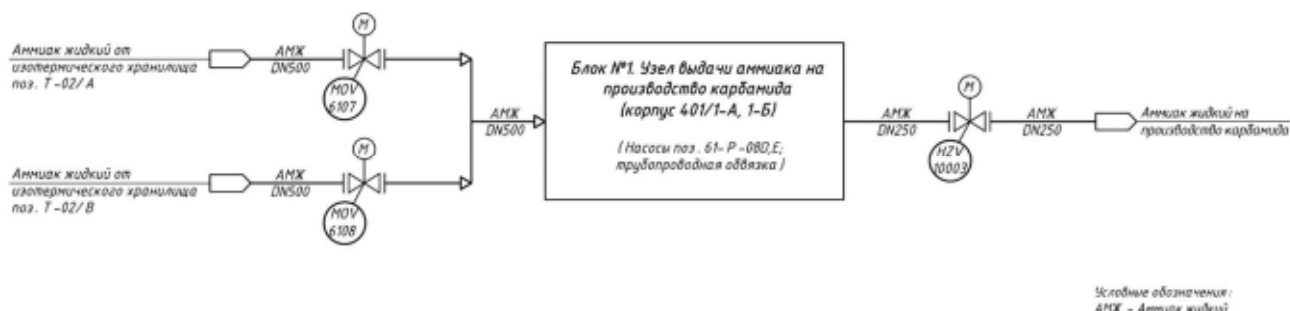 Аммиак жидкий от
изотермического хранилища
поз. Т-02/А
АМЖ
DN500
М
MOV
6107
Аммиак жидкий от
изотермического хранилища
поз. Т-02/В
АМЖ
DN500
М
MOV
6108
АМЖ
DN500
Блок №1. Узел выдачи аммиака на
производство карбамида
(корпус 401/1-А, 1-Б)
(Насосы поз. 61-Р-08D,Е;
трубопроводная обвязка)
АМЖ
DN250
М
HZV
10003
АМЖ
DN250
Аммиак жидкий на
производство карбамида
Условные обозначения:
АМЖ - Аммиак жидкий